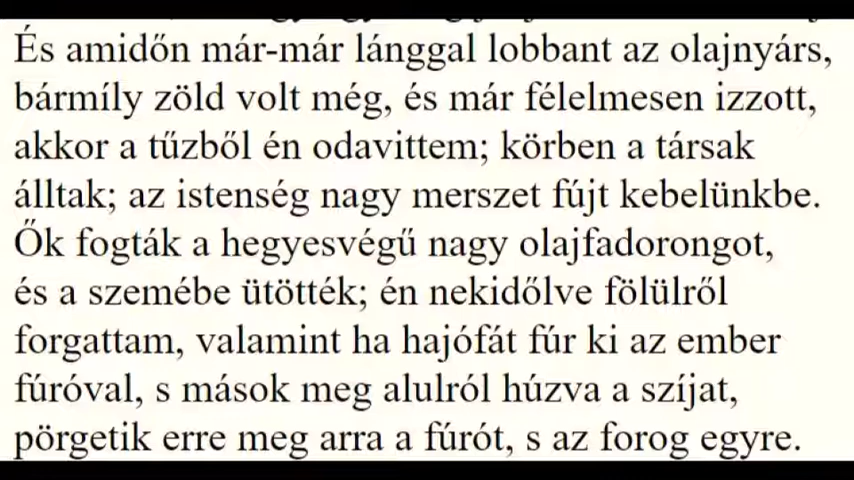 És amidőn már-már lánggal lobbant az olajnyárs,
bármíly zöld volt még, és már félelmesen izzott,
akkor a tűzből én odavittem; körben a társak
álltak; az istenség nagy merszet fújt kebelünkbe.
Ők fogták a hegyesvégű nagy olajfadorongot,
és a szemébe ütötték; én nekidőlve fölülről
forgattam, valamint ha hajófát fúr ki az ember
fúróval, s mások meg alulról húzva a szíjat,
pörgetik erre meg arra a fúrót, s az forog egyre.